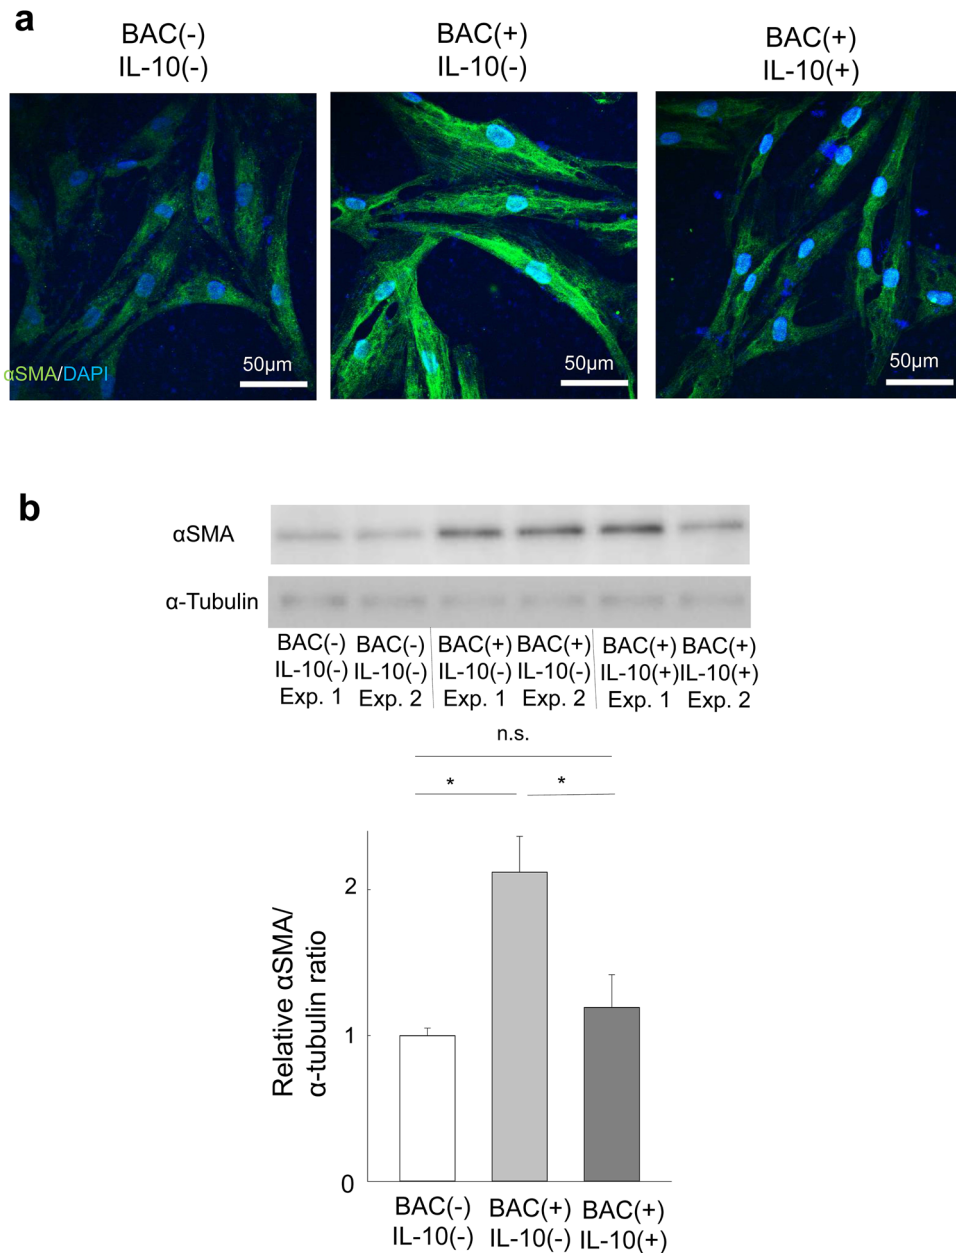 a
BAC(-)
IL-10(-)
BAC(+)
IL-10(-)
BAC(+)
IL-10(+)
αSMA/DAPI
50μm
50μm
50μm
b
αSMA
α-Tubulin
BAC(-)
IL-10(-)
Exp. 1
BAC(-)
IL-10(-)
Exp. 2
BAC(+)
IL-10(-)
Exp. 1
BAC(+)
IL-10(-)
Exp. 2
BAC(+)
IL-10(+)
Exp. 1
BAC(+)
IL-10(+)
Exp. 2
n.s.
*
*
Relative αSMA/
α-tubulin ratio
2
1
0
BAC(-)
IL-10(-)
BAC(+)
IL-10(-)
BAC(+)
IL-10(+)